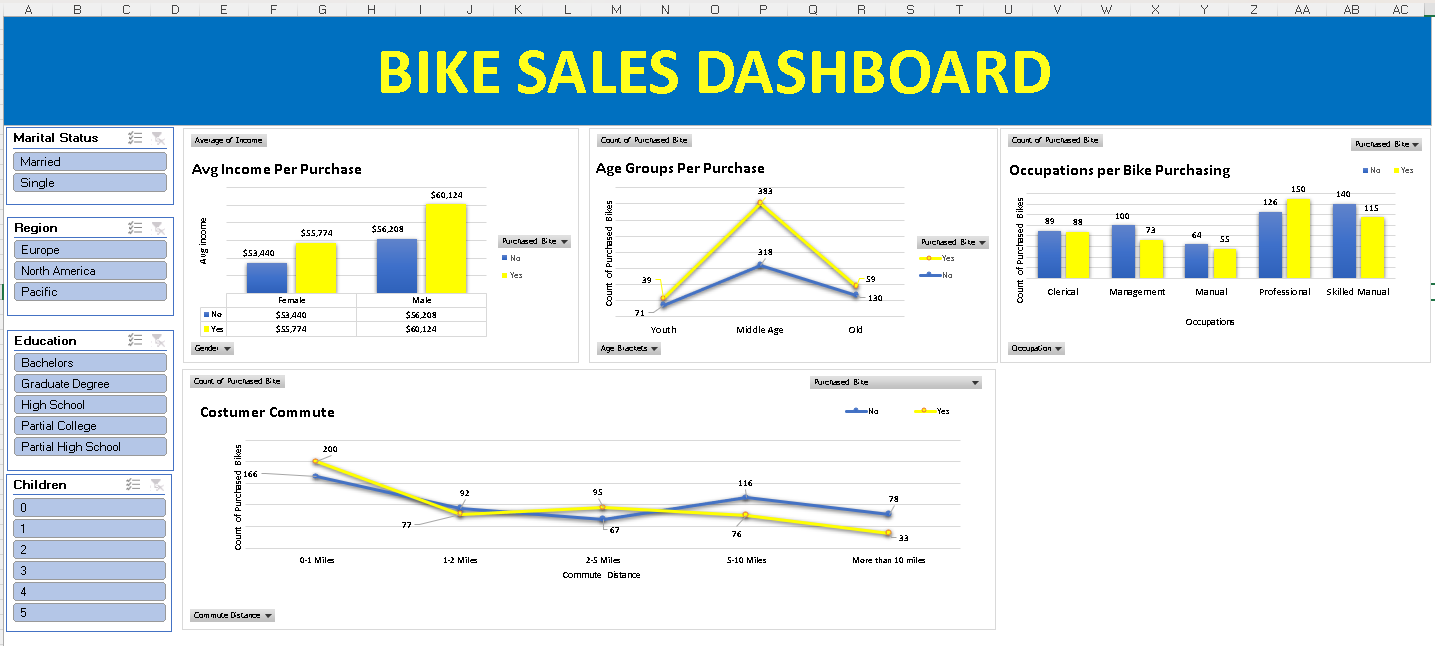 A B C D E F G H I J K L M N O P Q R S T U V W X Y Z AA AB AC
BIKE SALES DASHBOARD
Marital Status
Married
Single
Region
Europe
North America
Pacific
Education
Bachelors
Graduate Degree
High School
Partial College
Partial High School
Children
0
1
2
3
4
5
Average of Income
Avg Income Per Purchase
Avg income
$53,440
$55,774
$56,208
$60,124
Female Male
No $53,440 $56,208
Yes $55,774 $60,124
Purchased Bike
No
Yes
Gender
Count of Purchased Bike
Age Groups Per Purchase
Count of Purchased Bikes
383
318
39
71
59
130
Youth Middle Age Old
Purchased Bike
Yes
No
Age Brackets
Count of Purchased Bike
Purchased Bike
Occupations per Bike Purchasing
No Yes
Count of Purchased Bikes
89 88 100 73 64 55 126 150 140 115
Clerical Management Manual Professional Skilled Manual
Occupations
Occupation
Count of Purchased Bike
Purchased Bike
Costumer Commute
No Yes
Count of Purchased Bikes
166
200
92
77
95
67
116
76
78
33
0-1 Miles 1-2 Miles 2-5 Miles 5-10 Miles More than 10 miles
Commute Distance
Commute Distance